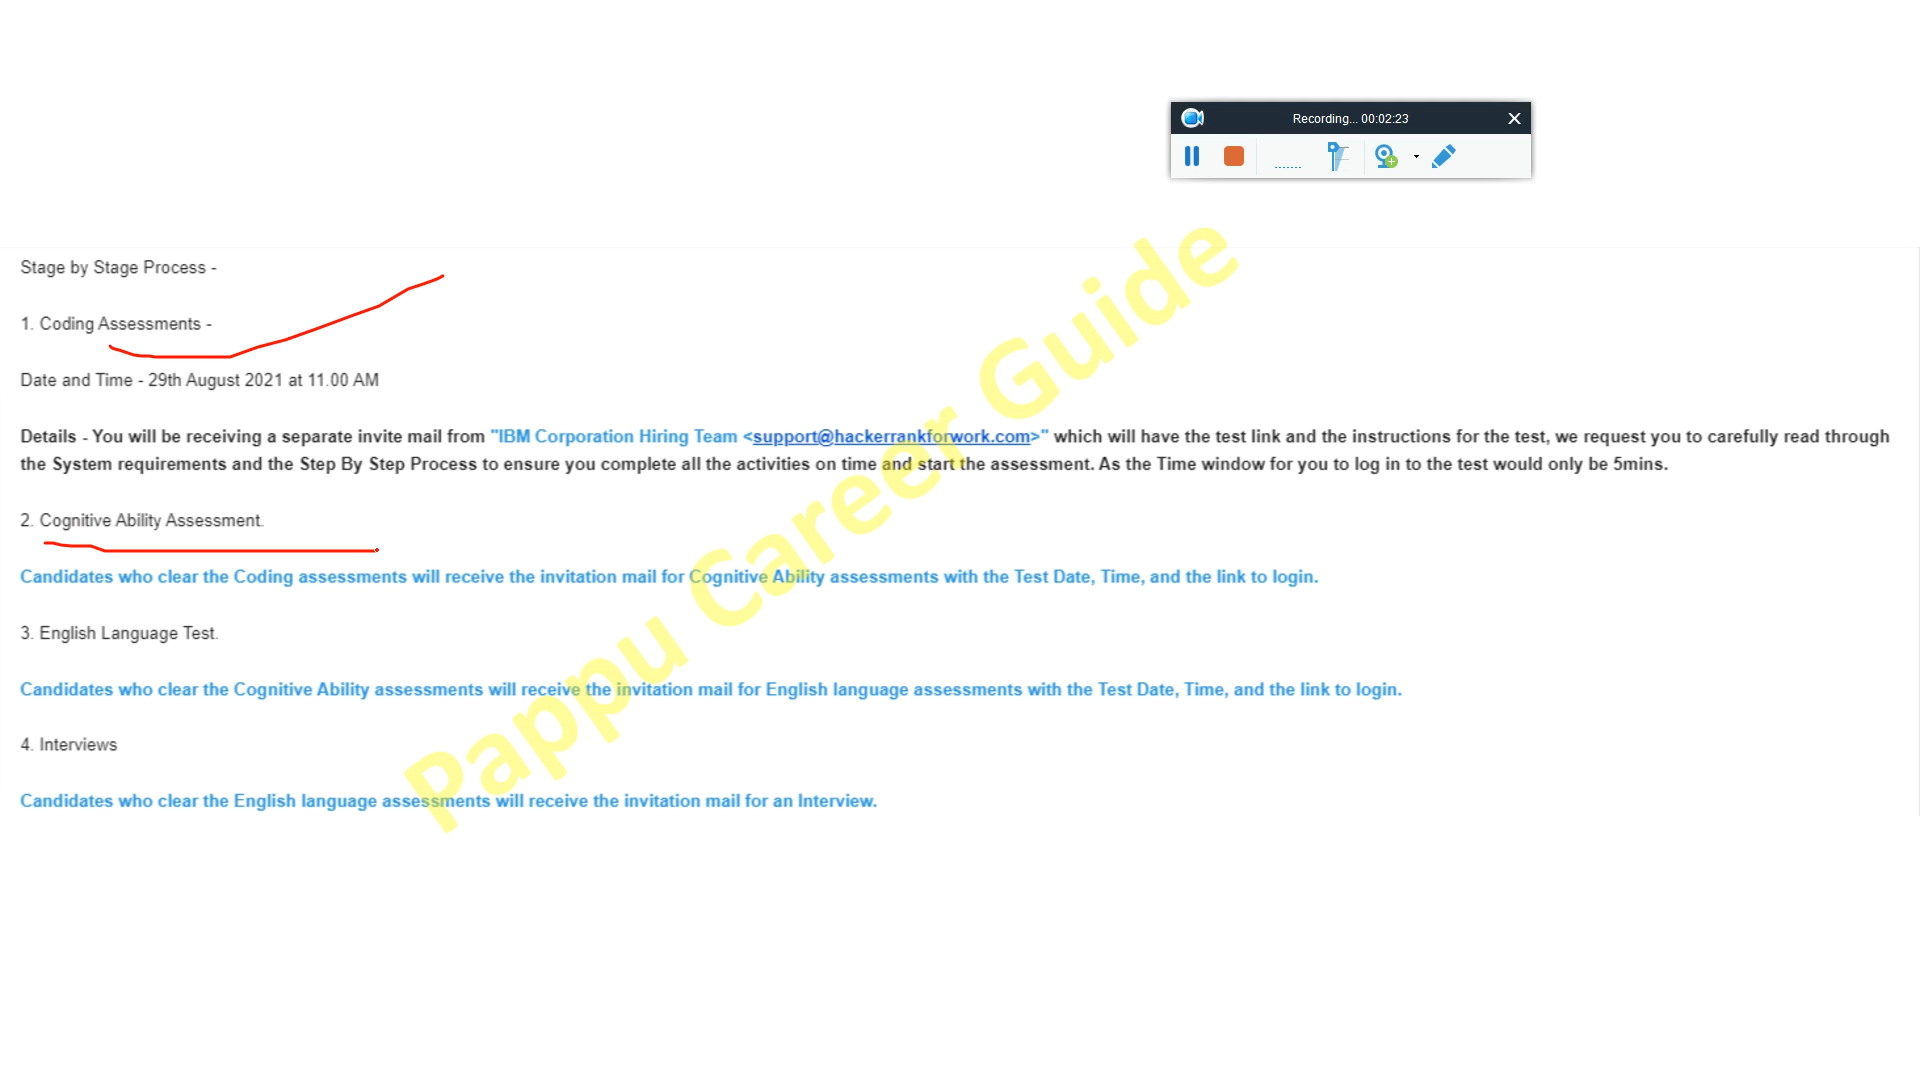 Recording... 00:02:23
Stage by Stage Process -
1. Coding Assessments -
Date and Time - 29th August 2021 at 11.00 AM
Details - You will be receiving a separate invite mail from "IBM Corporation Hiring Team <support@hackerrankforwork.com>" which will have the test link and the instructions for the test, we request you to carefully read through
the System requirements and the Step By Step Process to ensure you complete all the activities on time and start the assessment. As the Time window for you to log in to the test would only be 5mins.
2. Cognitive Ability Assessment.
Candidates who clear the Coding assessments will receive the invitation mail for Cognitive Ability assessments with the Test Date, Time, and the link to login.
3. English Language Test.
Candidates who clear the Cognitive Ability assessments will receive the invitation mail for English language assessments with the Test Date, Time, and the link to login.
4. Interviews
Candidates who clear the English language assessments will receive the invitation mail for an Interview.
Pappu Career Guide